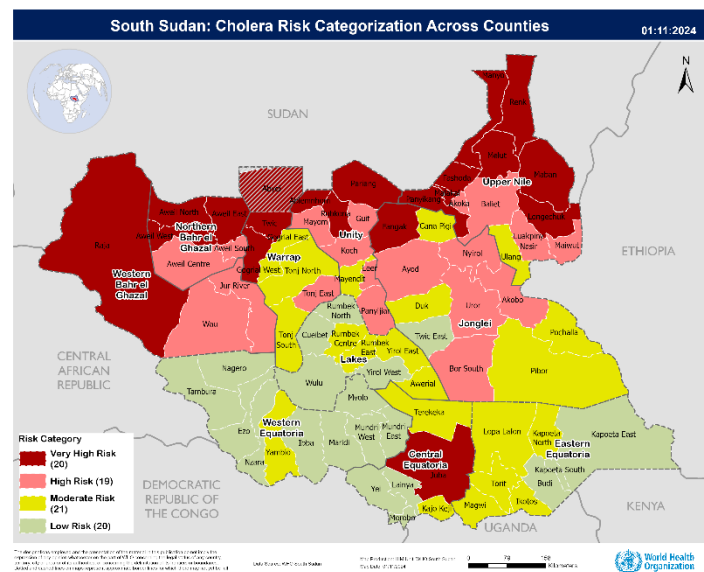 South Sudan: Cholera Risk Categorization Across Counties
01:11:2024
N
SUDAN
ETHIOPIA
CENTRAL
AFRICAN
REPUBLIC
DEMOCRATIC
REPUBLIC OF
THE CONGO
UGANDA
KENYA
Renk
Melut
Maban
Upper Nile
Akoka
Baliet
Longochuk
Luakpiny
Nasir
Maiwut
Ulang
Canal Pigi
Fangak
Panyikang
Pariang
Abyei
Rubkona
Guit
Mayom
Unity
Koch
Leer
Mayendit
Panyijiar
Twic
Gogrial East
Gogrial West
Warrap
Tonj North
Tonj East
Tonj
South
Aweil North
Aweil East
Aweil West
Aweil South
Aweil Centre
Northern
Bahr el
Ghazal
Raja
Western
Bahr el
Ghazal
Jur River
Wau
Ayod
Nyirol
Uror
Akobo
Duk
Twic East
Jonglei
Bor South
Pochalla
Pibor
Rumbek
North
Cueibet
Rumbek
Centre
Rumbek
East
Yirol East
Lakes
Yirol West
Wulu
Awerial
Nagero
Tambura
Ezo
Nzara
Yambio
Western
Equatoria
Ibba
Maridi
Mvolo
Mundri
West
Mundri
East
Terekeka
Central
Equatoria
Juba
Lainya
Yei
Morobo
Kajo Keji
Magwi
Torit
Ikotos
Lopa Lafon
Kapoeta
North
Eastern
Equatoria
Kapoeta East
Kapoeta South
Budi
Risk Category
Very High Risk
(20)
High Risk (19)
Moderate Risk
(21)
Low Risk (20)
Kilometers
World Health
Organization